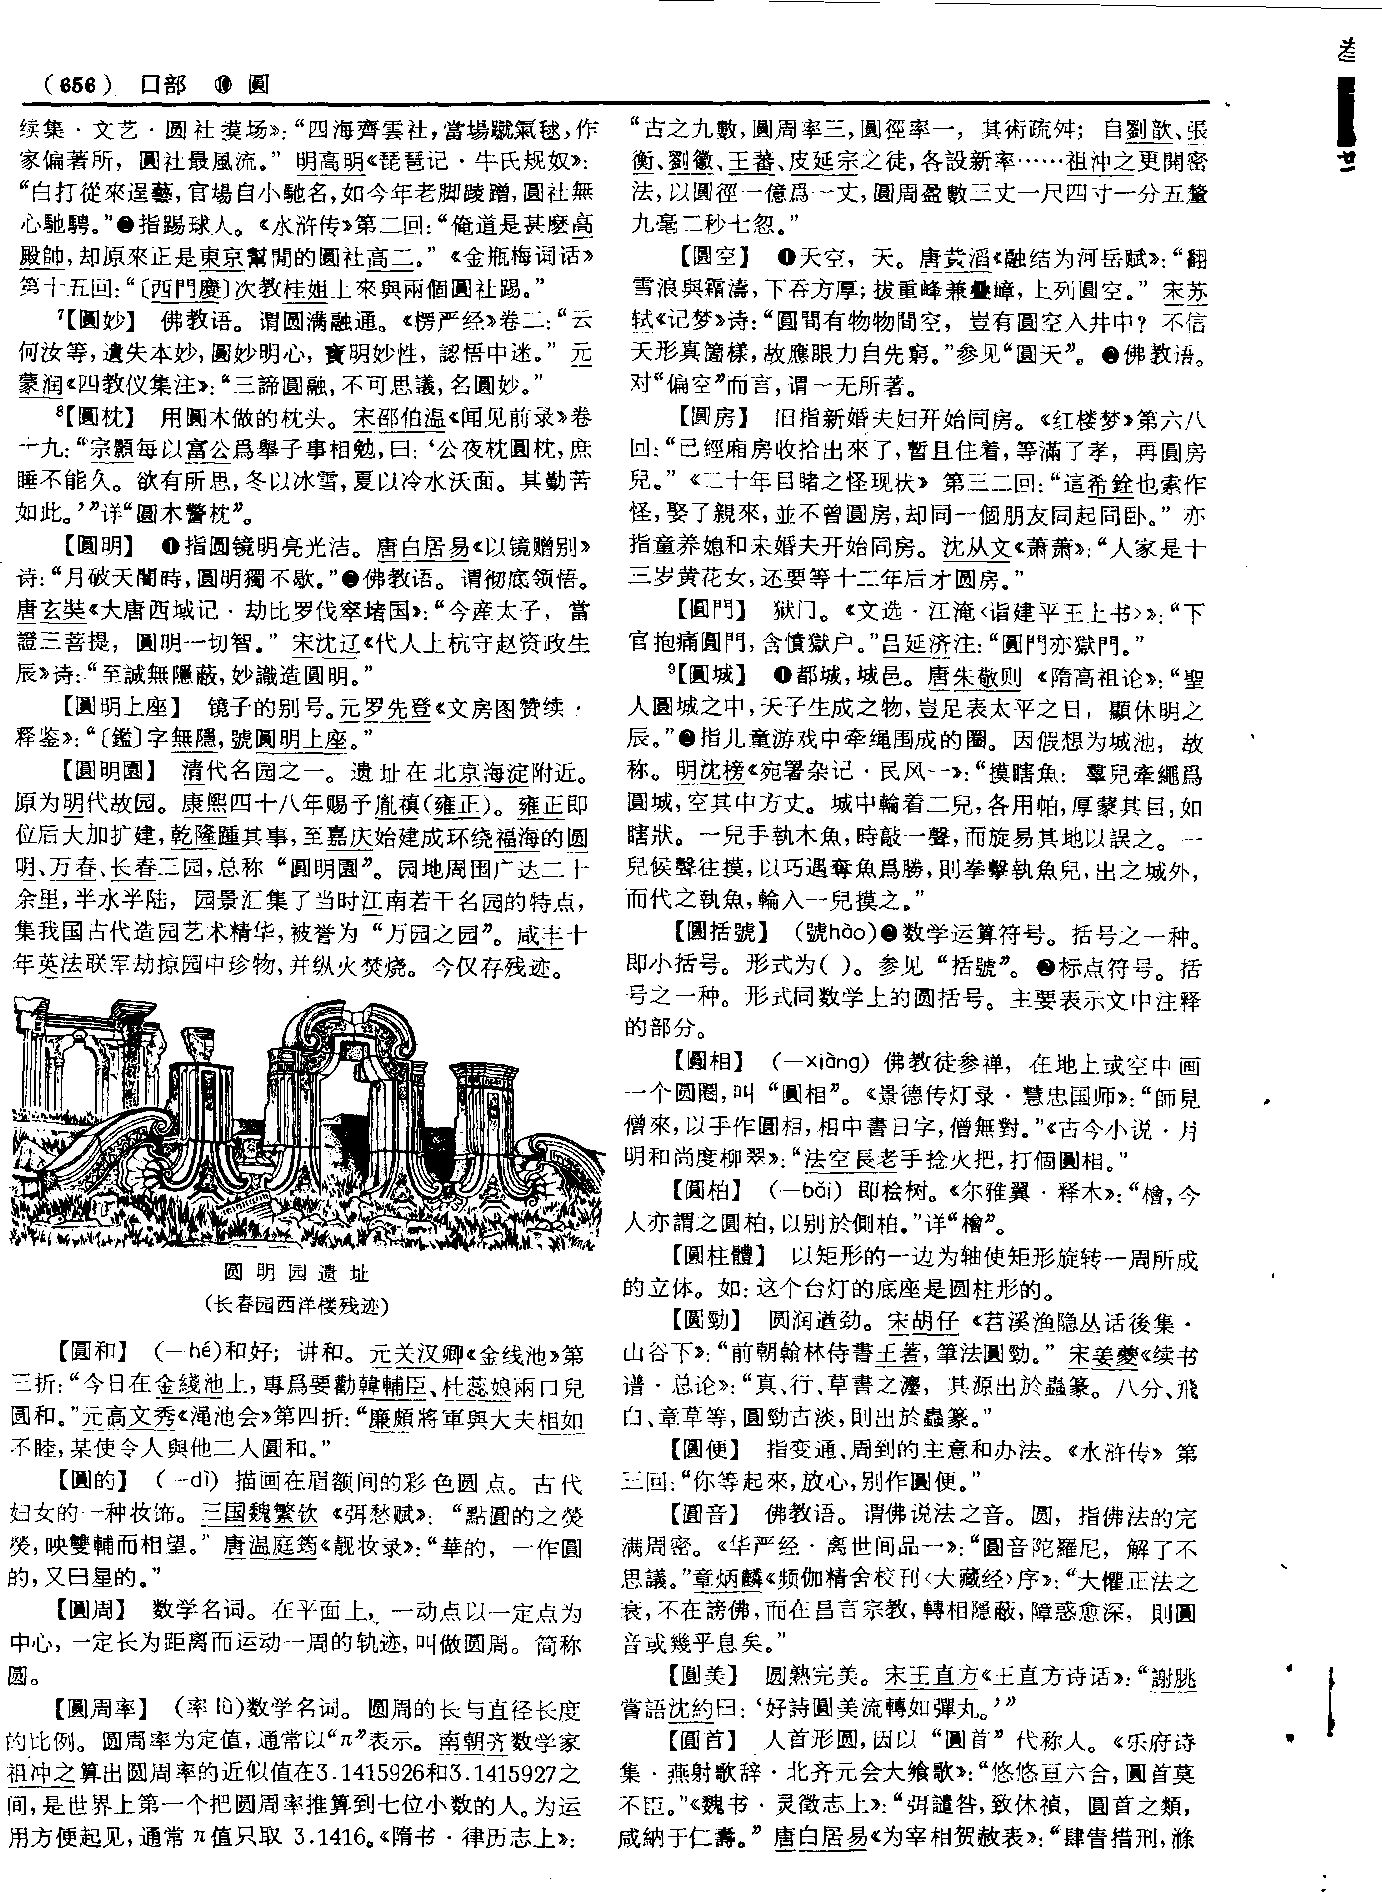 (656) 口部 ⑩ 圓
续集·文艺·圆社摸场》：“四海齊雲社，當場蹴氣毬，作
家偏著所，圓社最風流。”明高明《琵琶记·牛氏规奴》：
“白打從來逞藝，官場自小馳名，如今年老脚䠖蹭，圓社無
心馳騁。”❷指踢球人。《水浒传》第二回：“俺道是甚麽高
殿帥，却原來正是東京幫閒的圓社高二。”《金瓶梅词话》
第十五回：“〔西門慶〕次教桂姐上來與兩個圓社踢。”
⁷【圓妙】 佛教语。谓圆满融通。《楞严经》卷二：“云
何汝等，遺失本妙，圓妙明心，寶明妙性，認悟中迷。”元
蒙润《四教仪集注》：“三諦圓融，不可思議，名圓妙。”
⁸【圓枕】 用圆木做的枕头。宋邵伯温《闻见前录》卷
十九：“宗顥每以富公爲舉子事相勉，曰：‘公夜枕圓枕，庶
睡不能久。欲有所思，冬以冰雪，夏以冷水沃面。其勤苦
如此。’”详“圓木警枕”。
【圓明】 ❶指圆镜明亮光洁。唐白居易《以镜赠别》
诗：“月破天闇時，圓明獨不歇。”❷佛教语。谓彻底领悟。
唐玄奘《大唐西域记·劫比罗伐窣堵国》：“今產太子，當
證三菩提，圓明一切智。”宋沈辽《代人上杭守赵资政生
辰》诗：“至誠無隱蔽，妙識造圓明。”
【圓明上座】 镜子的别号。元罗先登《文房图赞续·
释鉴》：“〔鑑〕字無隱，號圓明上座。”
【圓明園】 清代名园之一。遗址在北京海淀附近。
原为明代故园。康熙四十八年赐予胤禛（雍正）。雍正即
位后大加扩建，乾隆踵其事，至嘉庆始建成环绕福海的圆
明、万春、长春三园，总称“圓明園”。园地周围广达二十
余里，半水半陆，园景汇集了当时江南若干名园的特点，
集我国古代造园艺术精华，被誉为“万园之园”。咸丰十
年英法联军劫掠园中珍物，并纵火焚烧。今仅存残迹。
圆明园遗址
（长春园西洋楼残迹）
【圓和】 （—hé）和好；讲和。元关汉卿《金线池》第
三折：“今日在金綫池上，專爲要勸韓輔臣、杜蕊娘兩口兒
圓和。”元高文秀《渑池会》第四折：“廉頗將軍與大夫相如
不睦，某使令人與他二人圓和。”
【圓的】 （—dì）描画在眉额间的彩色圆点。古代
妇女的一种妆饰。三国魏繁钦《弭愁赋》：“點圓的之熒
熒，映雙輔而相望。”唐温庭筠《靓妆录》：“華的，一作圓
的，又曰星的。”
【圓周】 数学名词。在平面上，一动点以一定点为
中心，一定长为距离而运动一周的轨迹，叫做圆周。简称
圆。
【圓周率】 （率lǜ）数学名词。圆周的长与直径长度
的比例。圆周率为定值，通常以“π”表示。南朝齐数学家
祖冲之算出圆周率的近似值在3.1415926和3.1415927之
间，是世界上第一个把圆周率推算到七位小数的人。为运
用方便起见，通常π值只取 3.1416。《隋书·律历志上》：
“古之九數，圓周率三，圓徑率一，其術疏舛；自劉歆、張
衡、劉徽、王蕃、皮延宗之徒，各設新率……祖冲之更開密
法，以圓徑一億爲一丈，圓周盈數三丈一尺四寸一分五釐
九毫二秒七忽。”
【圓空】 ❶天空，天。唐黄滔《融结为河岳赋》：“翻
雪浪與霜濤，下吞方厚；拔重峰兼疊嶂，上列圓空。”宋苏
轼《记梦》诗：“圓間有物物間空，豈有圓空入井中？不信
天形真箇樣，故應眼力自先窮。”参见“圆天”。❷佛教语。
对“偏空”而言，谓一无所著。
【圓房】 旧指新婚夫妇开始同房。《红楼梦》第六八
回：“已經廂房收拾出來了，暫且住着，等滿了孝，再圓房
兒。”《二十年目睹之怪现状》第三二回：“這希銓也索作
怪，娶了親來，並不曾圓房，却同一個朋友同起同卧。”亦
指童养媳和未婚夫开始同房。沈从文《萧萧》：“人家是十
三岁黄花女，还要等十二年后才圆房。”
【圓門】 狱门。《文选·江淹〈诣建平王上书〉》：“下
官抱痛圓門，含憤獄户。”吕延济注：“圓門亦獄門。”
⁹【圓城】 ❶都城，城邑。唐朱敬则《隋高祖论》：“聖
人圓城之中，天子生成之物，豈足表太平之日，顯休明之
辰。”❷指儿童游戏中牵绳围成的圈。因假想为城池，故
称。明沈榜《宛署杂记·民风一》：“摸瞎魚：羣兒牽繩爲
圓城，空其中方丈。城中輪着二兒，各用帕，厚蒙其目，如
瞎狀。一兒手執木魚，時敲一聲，而旋易其地以誤之。一
兒候聲往摸，以巧遇奪魚爲勝，則拳擊執魚兒，出之城外，
而代之執魚，輪入一兒摸之。”
【圓括號】 （號hào）❶数学运算符号。括号之一种。
即小括号。形式为( )。参见“括號”。❷标点符号。括
号之一种。形式同数学上的圆括号。主要表示文中注释
的部分。
【圓相】 （—xiàng）佛教徒参禅，在地上或空中画
一个圆圈，叫“圓相”。《景德传灯录·慧忠国师》：“師見
僧來，以手作圓相，相中書日字，僧無對。”《古今小说·月
明和尚度柳翠》：“法空長老手捻火把，打個圓相。”
【圓柏】 （—bǎi）即桧树。《尔雅翼·释木》：“檜，今
人亦謂之圓柏，以别於側柏。”详“檜”。
【圓柱體】 以矩形的一边为轴使矩形旋转一周所成
的立体。如：这个台灯的底座是圆柱形的。
【圓勁】 圆润遒劲。宋胡仔《苕溪渔隐丛话後集·
山谷下》：“前朝翰林侍書王著，筆法圓勁。”宋姜夔《续书
谱·总论》：“真、行、草書之灋，其源出於蟲篆。八分、飛
白、章草等，圓勁古淡，則出於蟲篆。”
【圓便】 指变通、周到的主意和办法。《水浒传》第
三回：“你等起來，放心，别作圓便。”
【圓音】 佛教语。谓佛说法之音。圆，指佛法的完
满周密。《华严经·离世间品一》：“圓音陀羅尼，解了不
思議。”章炳麟《频伽精舍校刊〈大藏经〉序》：“大懼正法之
衰，不在謗佛，而在昌言宗教，轉相隱蔽，障惑愈深，則圓
音或幾乎息矣。”
【圓美】 圆熟完美。宋王直方《王直方诗话》：“謝朓
嘗語沈約曰：‘好詩圓美流轉如彈丸。’”
【圓首】 人首形圆，因以“圓首”代称人。《乐府诗
集·燕射歌辞·北齐元会大飨歌》：“悠悠亘六合，圓首莫
不臣。”《魏书·灵徵志上》：“弭譴咎，致休禎，圓首之類，
咸納于仁壽。”唐白居易《为宰相贺赦表》：“肆眚措刑，滌